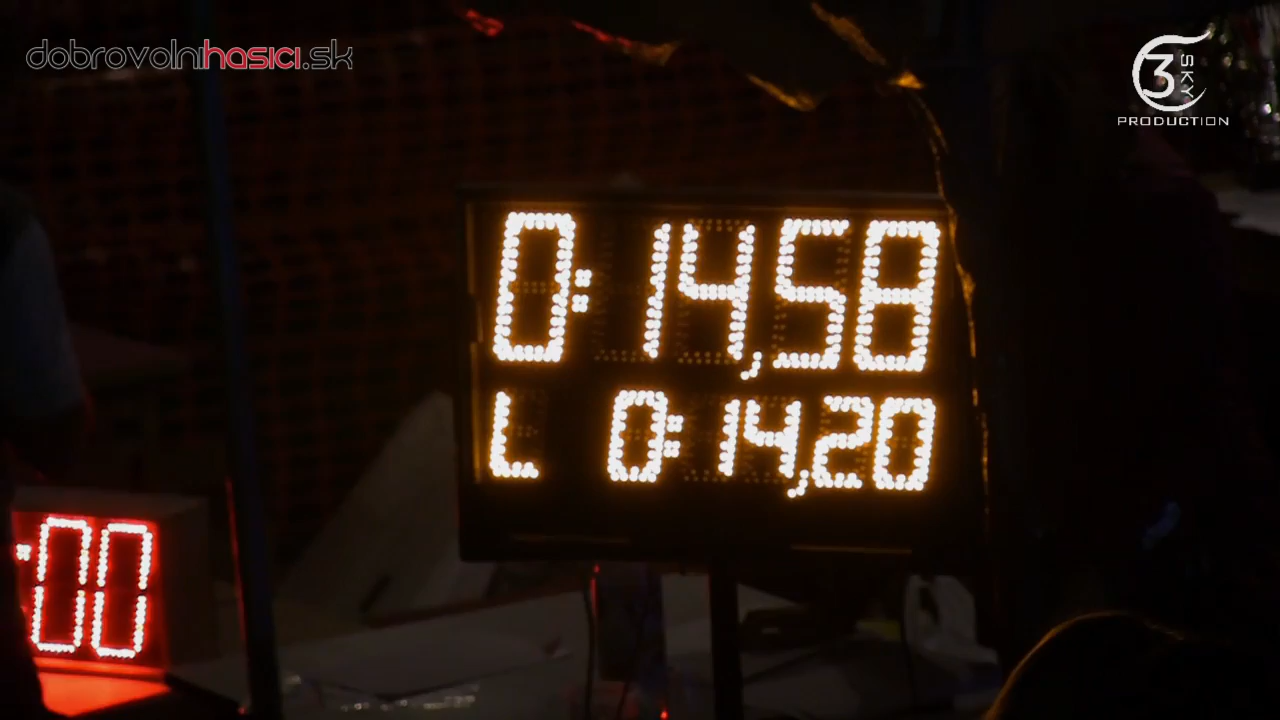 dobrovolnihasici.sk
3
SKY
PRODUCTION
0:14,58
L 0:14,20
:00